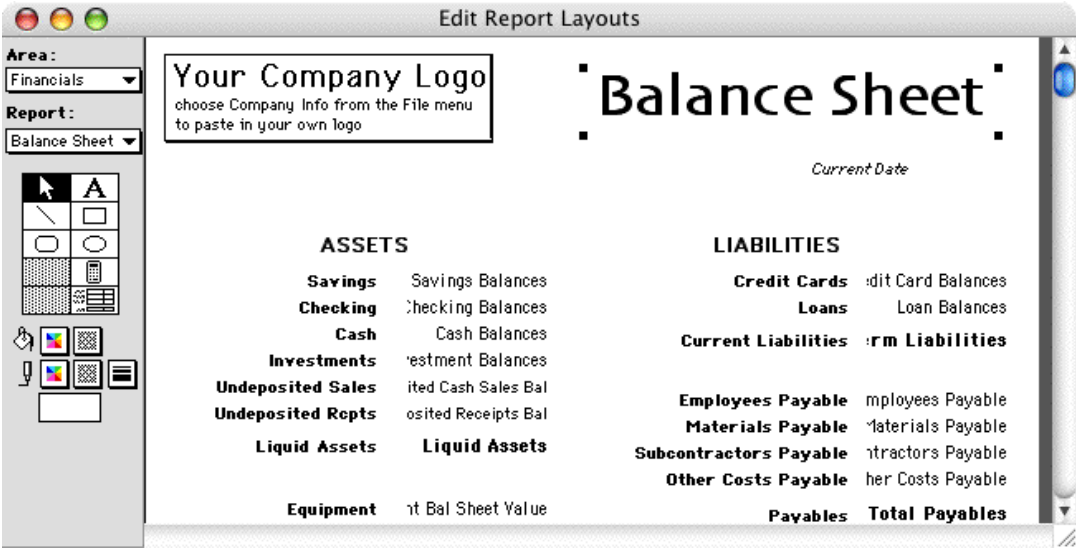 Edit Report Layouts
Area:
Financials
Report:
Balance Sheet
A
Your Company Logo
choose Company Info from the File menu
to paste in your own logo
Balance Sheet
Current Date
ASSETS
Savings Savings Balances
Checking Checking Balances
Cash Cash Balances
Investments estment Balances
Undeposited Sales ited Cash Sales Bal
Undeposited Rcpts osited Receipts Bal
Liquid Assets Liquid Assets
Equipment nt Bal Sheet Value
LIABILITIES
Credit Cards dit Card Balances
Loans Loan Balances
Current Liabilities rm Liabilities
Employees Payable mployees Payable
Materials Payable Materials Payable
Subcontractors Payable ntractors Payable
Other Costs Payable her Costs Payable
Payables Total Payables